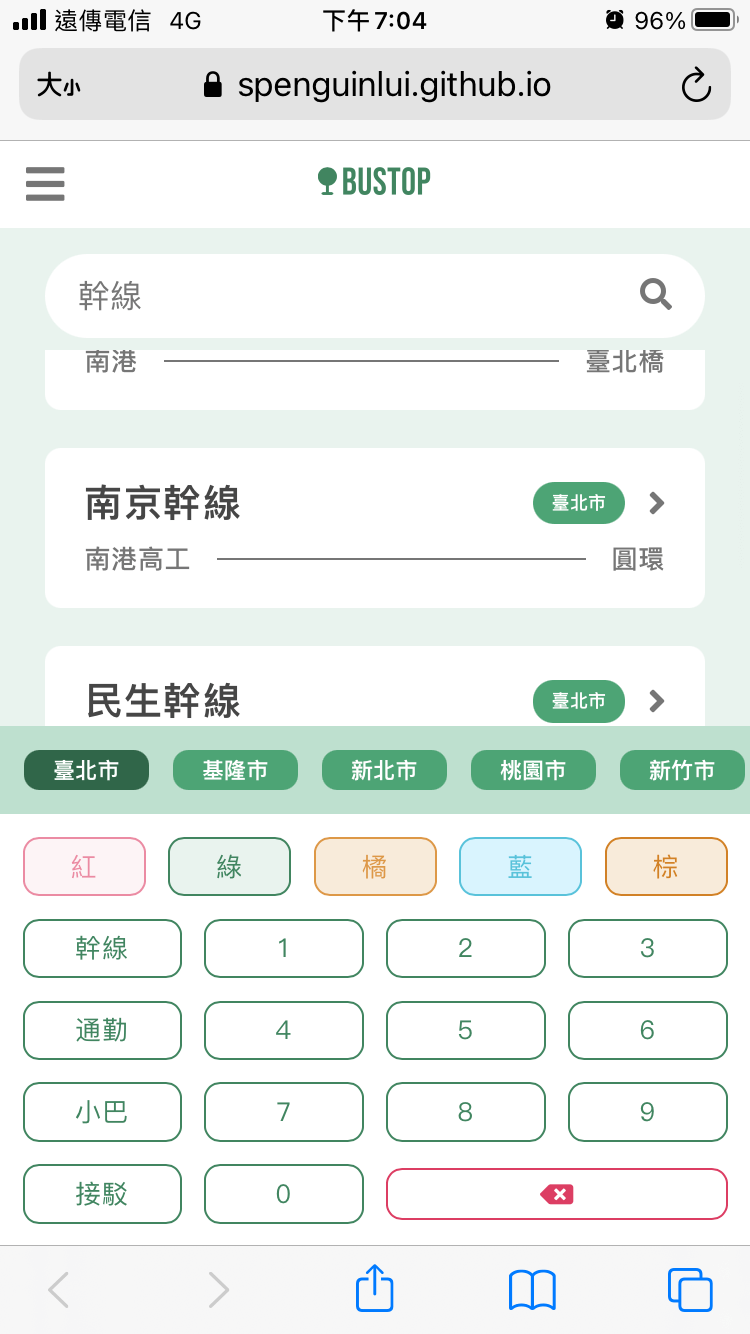 遠傳電信 4G 下午7:04 96%
大小 spenguinlui.github.io
BUSTOP
幹線
南港 臺北橋
南京幹線 臺北市
南港高工 圓環
民生幹線 臺北市
臺北市 基隆市 新北市 桃園市 新竹市
紅 綠 橘 藍 棕
幹線 1 2 3
通勤 4 5 6
小巴 7 8 9
接駁 0